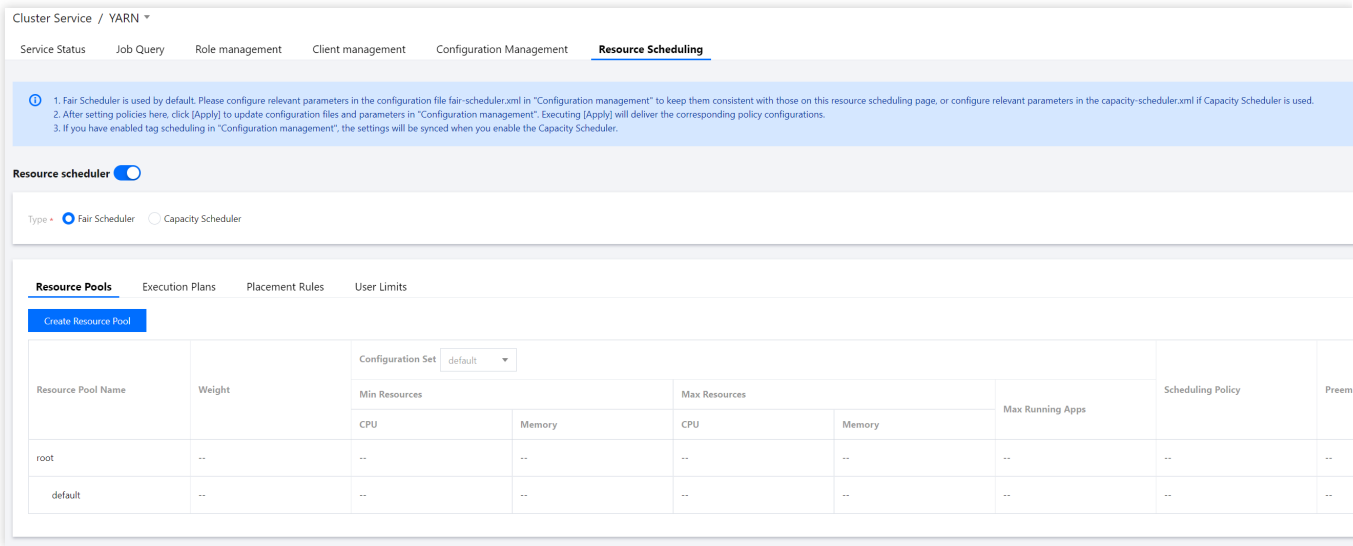 Cluster Service / YARN
Service Status Job Query Role management Client management Configuration Management Resource Scheduling
1. Fair Scheduler is used by default. Please configure relevant parameters in the configuration file fair-scheduler.xml in "Configuration management" to keep them consistent with those on this resource scheduling page, or configure relevant parameters in the capacity-scheduler.xml if Capacity Scheduler is used.
2. After setting policies here, click [Apply] to update configuration files and parameters in "Configuration management". Executing [Apply] will deliver the corresponding policy configurations.
3. If you have enabled tag scheduling in "Configuration management", the settings will be synced when you enable the Capacity Scheduler.
Resource scheduler
Type * Fair Scheduler Capacity Scheduler
Resource Pools Execution Plans Placement Rules User Limits
Create Resource Pool
Configuration Set default
Resource Pool Name Weight Min Resources Max Resources Max Running Apps Scheduling Policy Preem
CPU Memory CPU Memory
root -- -- -- -- -- -- -- --
default -- -- -- -- -- -- -- --